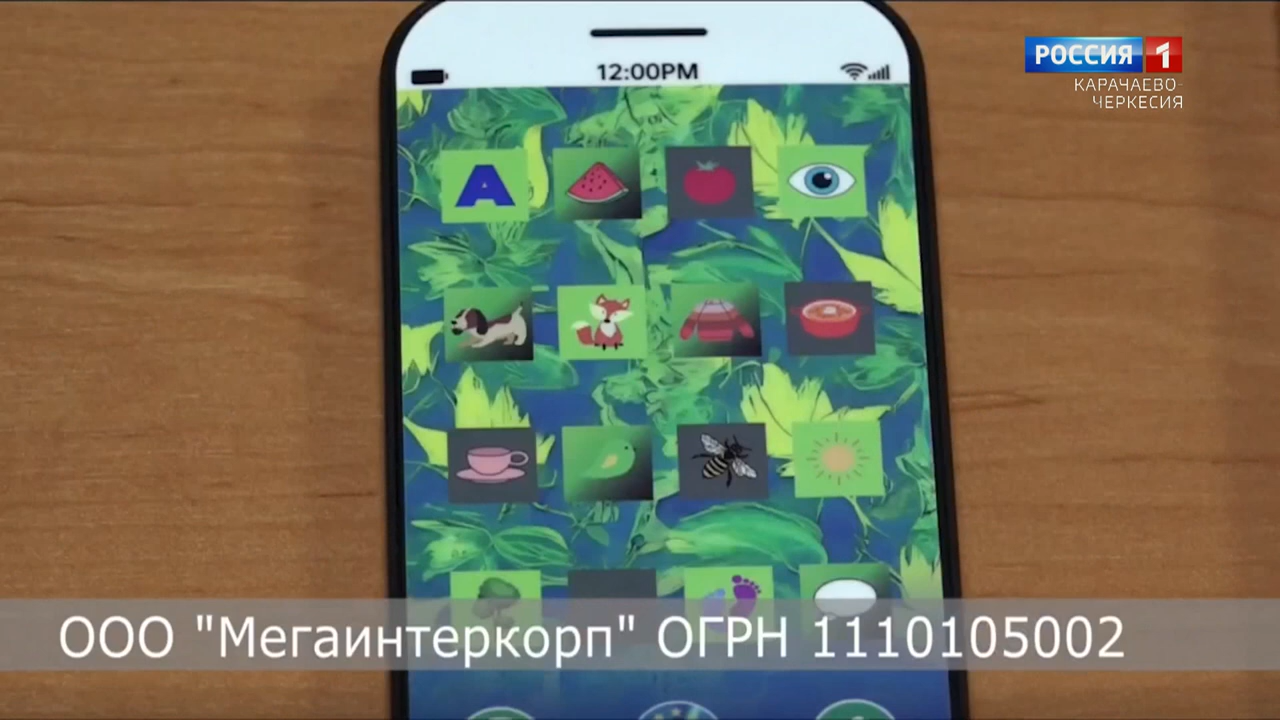 РОССИЯ 1
КАРАЧАЕВО-
ЧЕРКЕСИЯ
12:00PM
А
ООО "Мегаинтеркорп" ОГРН 1110105002